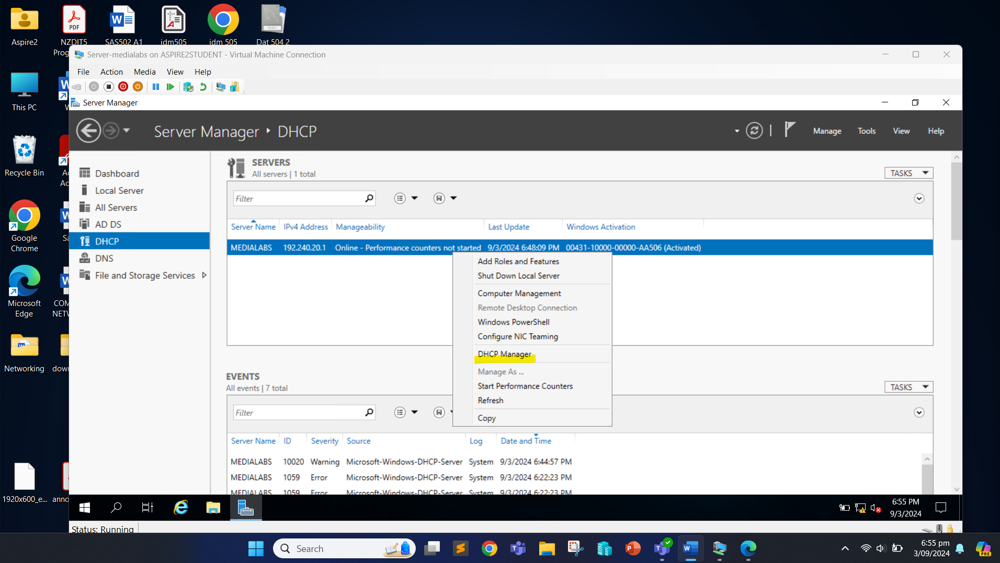 Aspire2
PDF
NZDIT5
Prog
SAS502 A1
idm505
idm 505
Dat 504 2
This PC
Recycle Bin
Google
Chrome
Microsoft
Edge
COM
NETV
Networking
down
1920x600_e...
anno
Server-medialabs on ASPIRE2STUDENT - Virtual Machine Connection
File Action Media View Help
Server Manager
Server Manager ‣ DHCP
Manage Tools View Help
Dashboard
Local Server
All Servers
AD DS
DHCP
DNS
File and Storage Services
SERVERS
All servers | 1 total
TASKS
Filter
Server Name IPv4 Address Manageability Last Update Windows Activation
MEDIALABS 192.240.20.1 Online - Performance counters not started 9/3/2024 6:48:09 PM 00431-10000-00000-AA506 (Activated)
Add Roles and Features
Shut Down Local Server
Computer Management
Remote Desktop Connection
Windows PowerShell
Configure NIC Teaming
DHCP Manager
Manage As ...
Start Performance Counters
Refresh
Copy
EVENTS
All events | 7 total
TASKS
Filter
Server Name ID Severity Source Log Date and Time
MEDIALABS 10020 Warning Microsoft-Windows-DHCP-Server System 9/3/2024 6:44:57 PM
MEDIALABS 1059 Error Microsoft-Windows-DHCP-Server System 9/3/2024 6:22:23 PM
MEDIALABS 1059 Error Microsoft-Windows-DHCP-Server System 9/3/2024 6:22:23 PM
6:55 PM
9/3/2024
Status: Running
Search
6:55 pm
3/09/2024
PRE